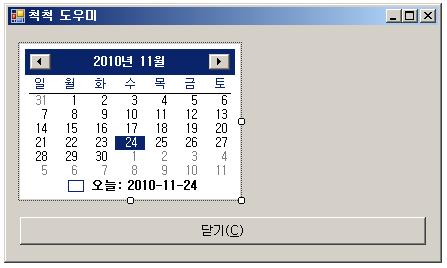 척척 도우미
2010년 11월
일 월 화 수 목 금 토
31 1 2 3 4 5 6
7 8 9 10 11 12 13
14 15 16 17 18 19 20
21 22 23 24 25 26 27
28 29 30 1 2 3 4
5 6 7 8 9 10 11
오늘: 2010-11-24
닫기(C)